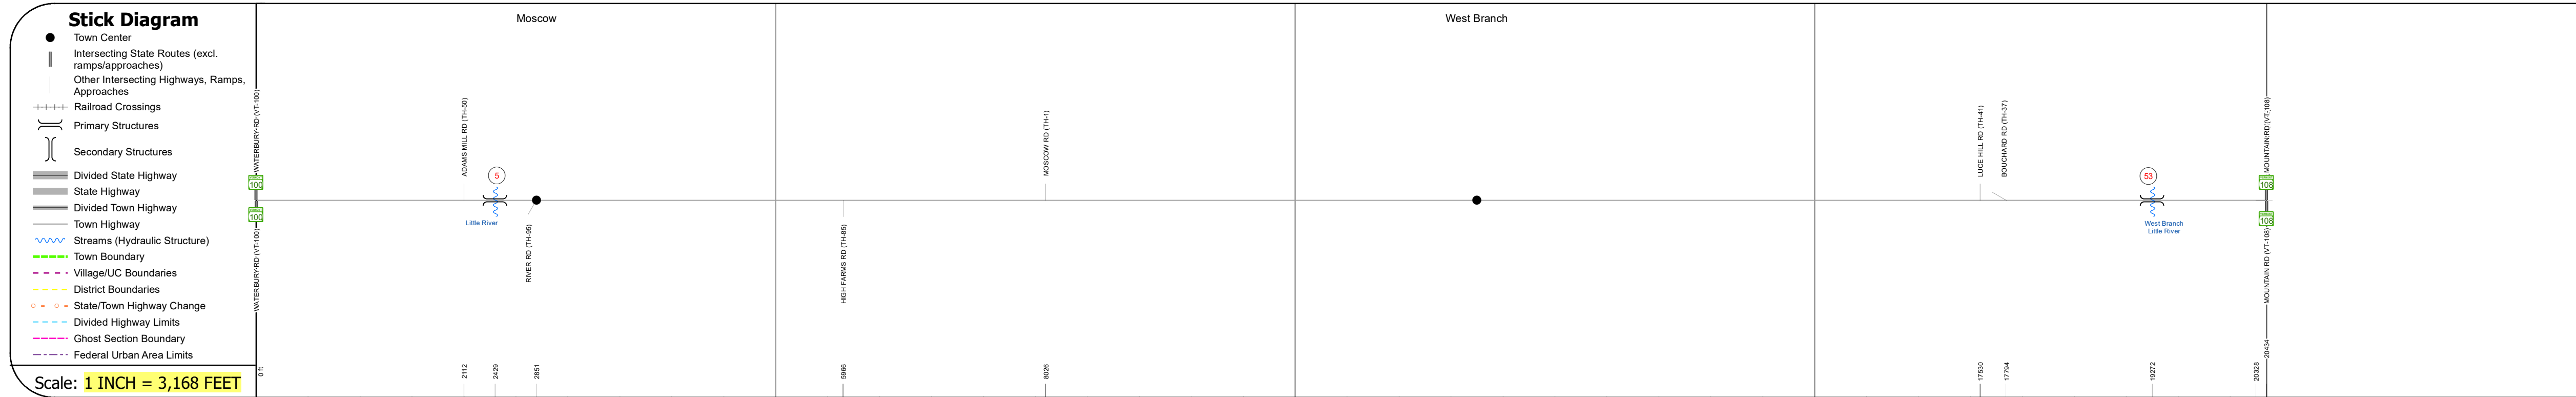 Stick Diagram
Town Center
Intersecting State Routes (excl.
ramps/approaches)
Other Intersecting Highways, Ramps,
Approaches
Railroad Crossings
Primary Structures
Secondary Structures
Divided State Highway
State Highway
Divided Town Highway
Town Highway
Streams (Hydraulic Structure)
Town Boundary
Village/UC Boundaries
District Boundaries
State/Town Highway Change
Divided Highway Limits
Ghost Section Boundary
Federal Urban Area Limits
Scale: 1 INCH = 3,168 FEET
Moscow
West Branch
WATERBURY RD (VT-100)
100
100
WATERBURY RD (VT-100)
ADAMS MILL RD (TH-50)
5
Little River
RIVER RD (TH-95)
HIGH FARMS RD (TH-85)
MOSCOW RD (TH-1)
LUCE HILL RD (TH-41)
BOUCHARD RD (TH-37)
53
West Branch
Little River
MOUNTAIN RD (VT-108)
108
108
MOUNTAIN RD (VT-108)
0 ft
2112
2429
2851
5966
8026
17530
17794
19272
20328
20434